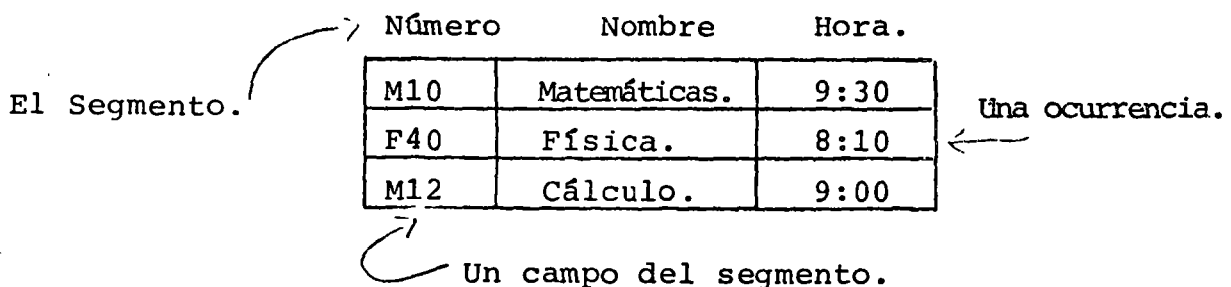 Número Nombre Hora.
El Segmento.
M10 Matemáticas. 9:30
Una ocurrencia.
F40 Física. 8:10
M12 Cálculo. 9:00
Un campo del segmento.